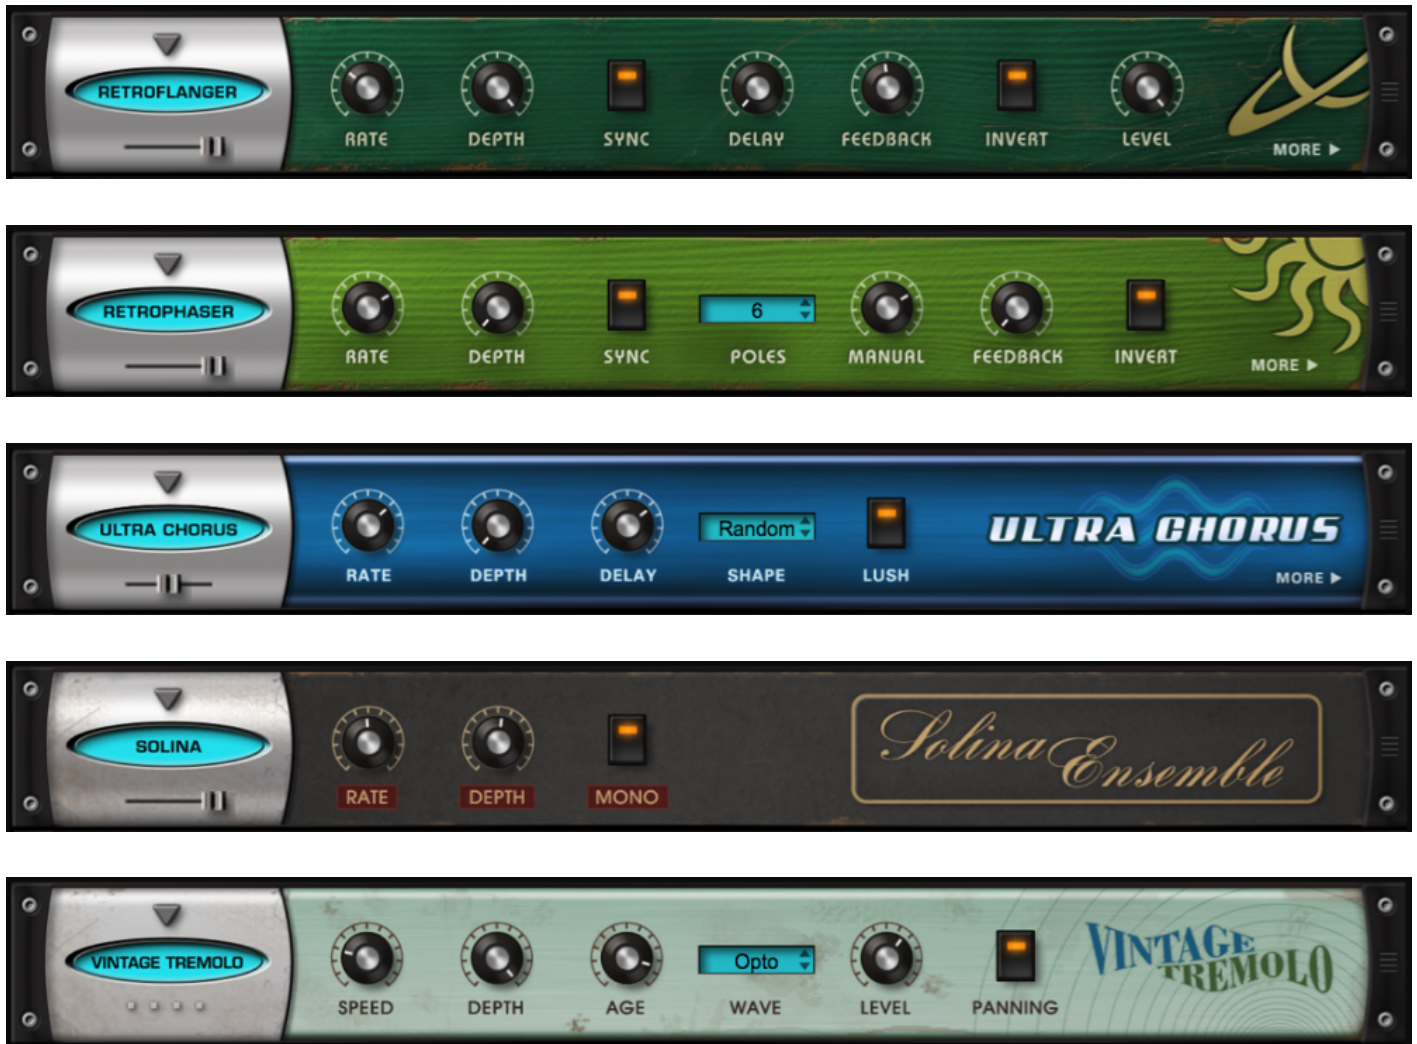 RETROFLANGER
RATE DEPTH SYNC DELAY FEEDBACK INVERT LEVEL
MORE
RETROPHASER
6
RATE DEPTH SYNC POLES MANUAL FEEDBACK INVERT
MORE
ULTRA CHORUS
Random
ULTRA CHORUS
RATE DEPTH DELAY SHAPE LUSH
MORE
SOLINA
Solina Ensemble
RATE DEPTH MONO
VINTAGE TREMOLO
Opto
VINTAGE
TREMOLO
SPEED DEPTH AGE WAVE LEVEL PANNING